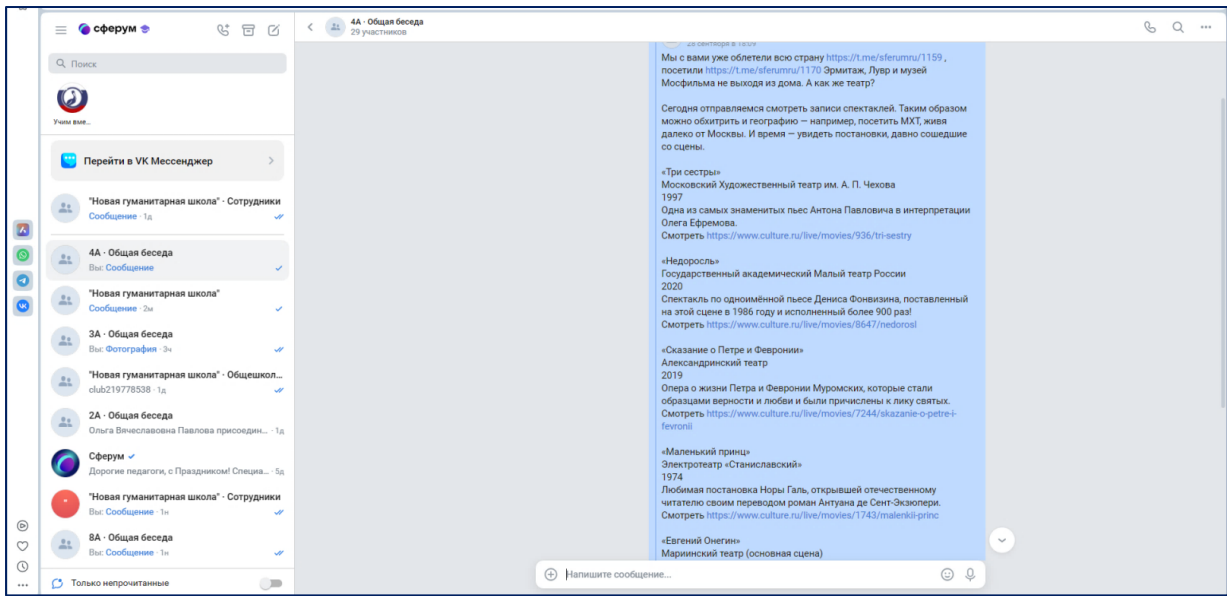 сферум
Поиск
Учим вме...
Перейти в VK Мессенджер
"Новая гуманитарная школа" · Сотрудники
Сообщение · 1д
4А · Общая беседа
Вы: Сообщение
"Новая гуманитарная школа"
Сообщение · 2м
3А · Общая беседа
Вы: Фотография · 3ч
"Новая гуманитарная школа" · Общешкол...
club219778538 · 1д
2А · Общая беседа
Ольга Вячеславовна Павлова присоедин... · 1д
Сферум
Дорогие педагоги, с Праздником! Специа... · 5д
"Новая гуманитарная школа" · Сотрудники
Вы: Сообщение · 1н
8А · Общая беседа
Вы: Сообщение · 1н
Только непрочитанные
4А · Общая беседа
29 участников
28 сентября в 18:09
Мы с вами уже облетели всю страну https://t.me/sferumru/1159 ,
посетили https://t.me/sferumru/1170 Эрмитаж, Лувр и музей
Мосфильма не выходя из дома. А как же театр?
Сегодня отправляемся смотреть записи спектаклей. Таким образом
можно обхитрить и географию — например, посетить МХТ, живя
далеко от Москвы. И время — увидеть постановки, давно сошедшие
со сцены.
«Три сестры»
Московский Художественный театр им. А. П. Чехова
1997
Одна из самых знаменитых пьес Антона Павловича в интерпретации
Олега Ефремова.
Смотреть https://www.culture.ru/live/movies/936/tri-sestry
«Недоросль»
Государственный академический Малый театр России
2020
Спектакль по одноимённой пьесе Дениса Фонвизина, поставленный
на этой сцене в 1986 году и исполненный более 900 раз!
Смотреть https://www.culture.ru/live/movies/8647/nedorosl
«Сказание о Петре и Февронии»
Александринский театр
2019
Опера о жизни Петра и Февронии Муромских, которые стали
образцами верности и любви и были причислены к лику святых.
Смотреть https://www.culture.ru/live/movies/7244/skazanie-o-petre-i-
fevronii
«Маленький принц»
Электротеатр «Станиславский»
1974
Любимая постановка Норы Галь, открывшей отечественному
читателю своим переводом роман Антуана де Сент-Экзюпери.
Смотреть https://www.culture.ru/live/movies/1743/malenkii-princ
«Евгений Онегин»
Мариинский театр (основная сцена)
Напишите сообщение...